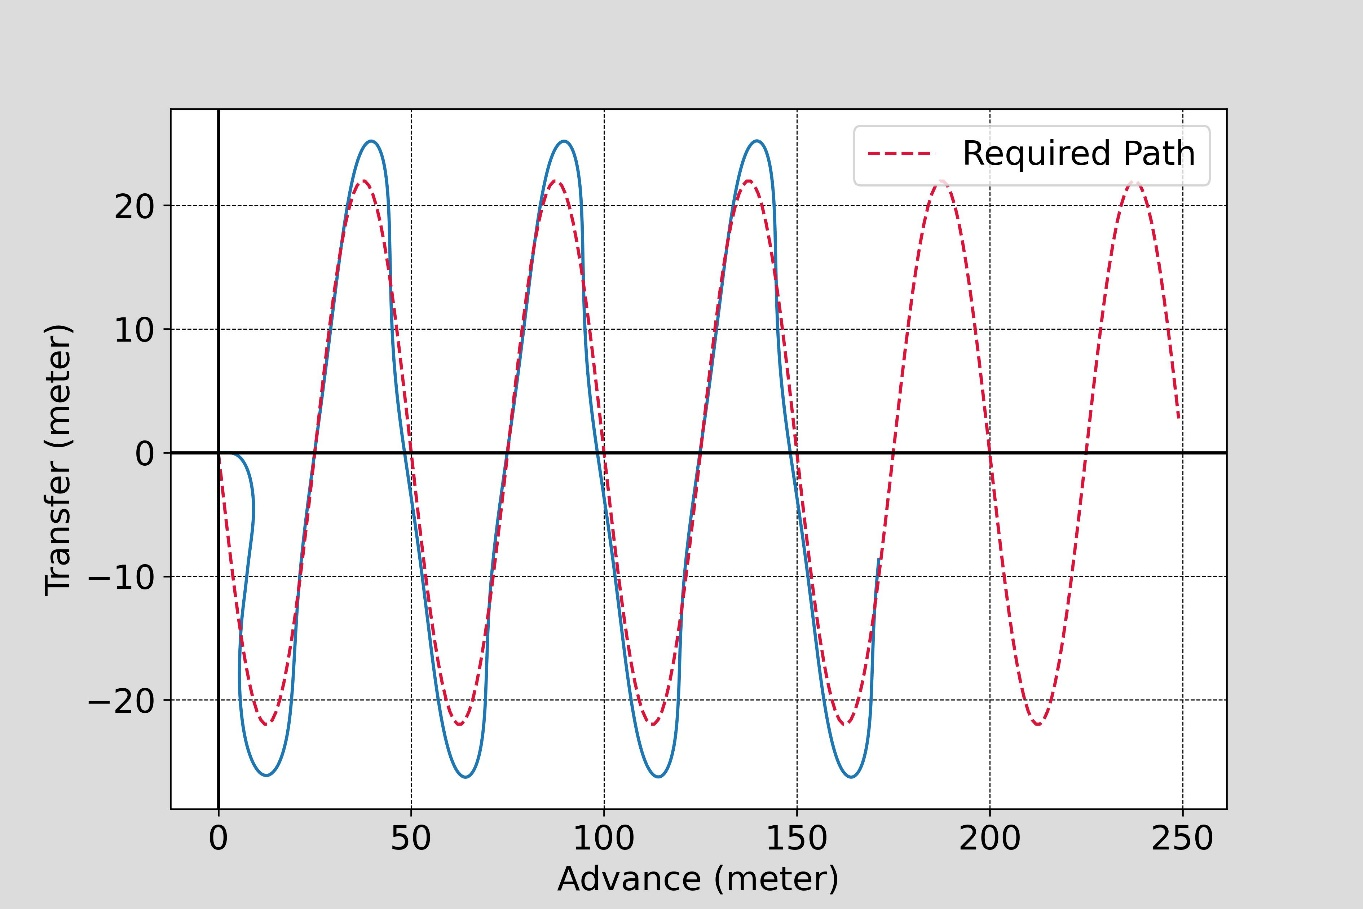 Required Path
20
10
0
−10
−20
Transfer (meter)
0 50 100 150 200 250
Advance (meter)